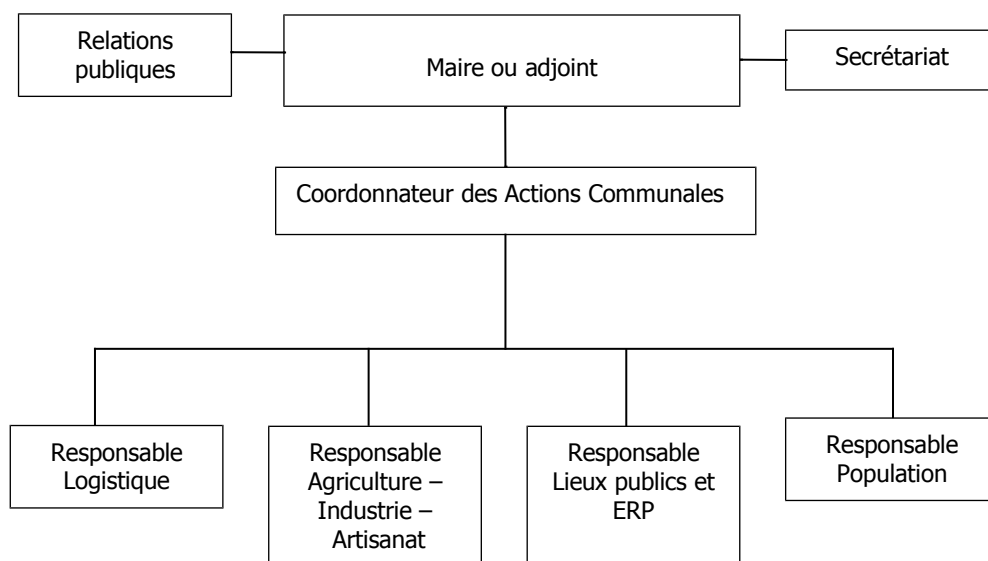 Relations
publiques
Maire ou adjoint
Secrétariat
Coordonnateur des Actions Communales
Responsable
Logistique
Responsable
Agriculture –
Industrie –
Artisanat
Responsable
Lieux publics et
ERP
Responsable
Population